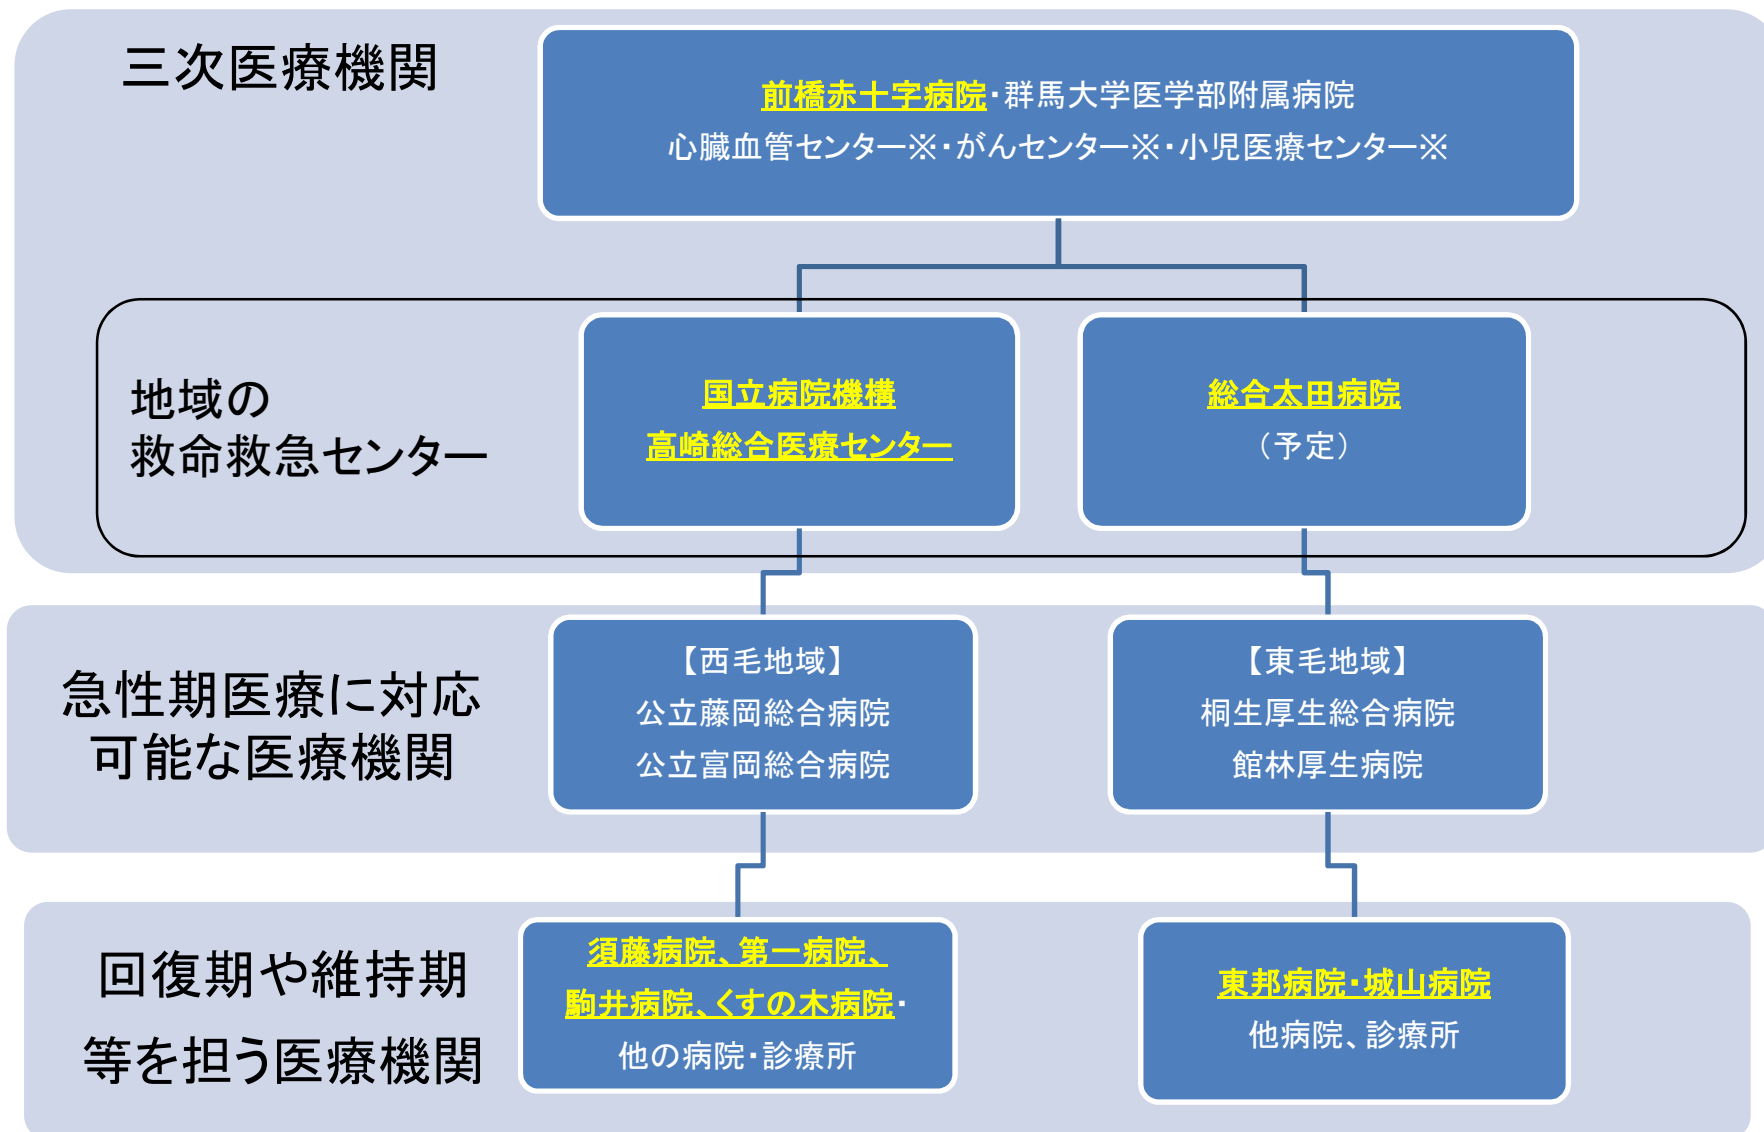 三次医療機関
前橋赤十字病院・群馬大学医学部附属病院
心臓血管センター※・がんセンター※・小児医療センター※
地域の
救命救急センター
国立病院機構
高崎総合医療センター
総合太田病院
（予定）
急性期医療に対応
可能な医療機関
【西毛地域】
公立藤岡総合病院
公立富岡総合病院
【東毛地域】
桐生厚生総合病院
館林厚生病院
回復期や維持期
等を担う医療機関
須藤病院、第一病院、
駒井病院、くすの木病院・
他の病院・診療所
東邦病院・城山病院
他病院、診療所